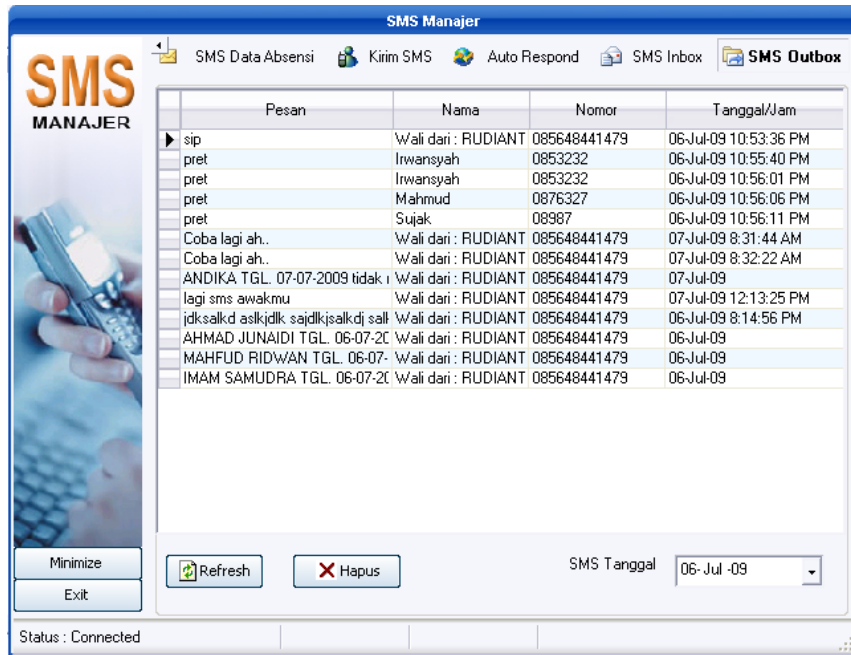 SMS Manajer
SMS
MANAJER
SMS Data Absensi Kirim SMS Auto Respond SMS Inbox SMS Outbox
Pesan Nama Nomor Tanggal/Jam
sip Wali dari : RUDIANT 085648441479 06-Jul-09 10:53:36 PM
pret Irwansyah 0853232 06-Jul-09 10:55:40 PM
pret Irwansyah 0853232 06-Jul-09 10:56:01 PM
pret Mahmud 0876327 06-Jul-09 10:56:06 PM
pret Sujak 08987 06-Jul-09 10:56:11 PM
Coba lagi ah.. Wali dari : RUDIANT 085648441479 07-Jul-09 8:31:44 AM
Coba lagi ah.. Wali dari : RUDIANT 085648441479 07-Jul-09 8:32:22 AM
ANDIKA TGL. 07-07-2009 tidak Wali dari : RUDIANT 085648441479 07-Jul-09
lagi sms awakmu Wali dari : RUDIANT 085648441479 07-Jul-09 12:13:25 PM
jdksalkd aslkjdlk sajdlkjsalkdj Wali dari : RUDIANT 085648441479 06-Jul-09 8:14:56 PM
AHMAD JUNAIDI TGL. 06-07-20 Wali dari : RUDIANT 085648441479 06-Jul-09
MAHFUD RIDWAN TGL. 06-07- Wali dari : RUDIANT 085648441479 06-Jul-09
IMAM SAMUDRA TGL. 06-07-20 Wali dari : RUDIANT 085648441479 06-Jul-09
Minimize
Exit
Refresh Hapus SMS Tanggal 06- Jul -09
Status : Connected